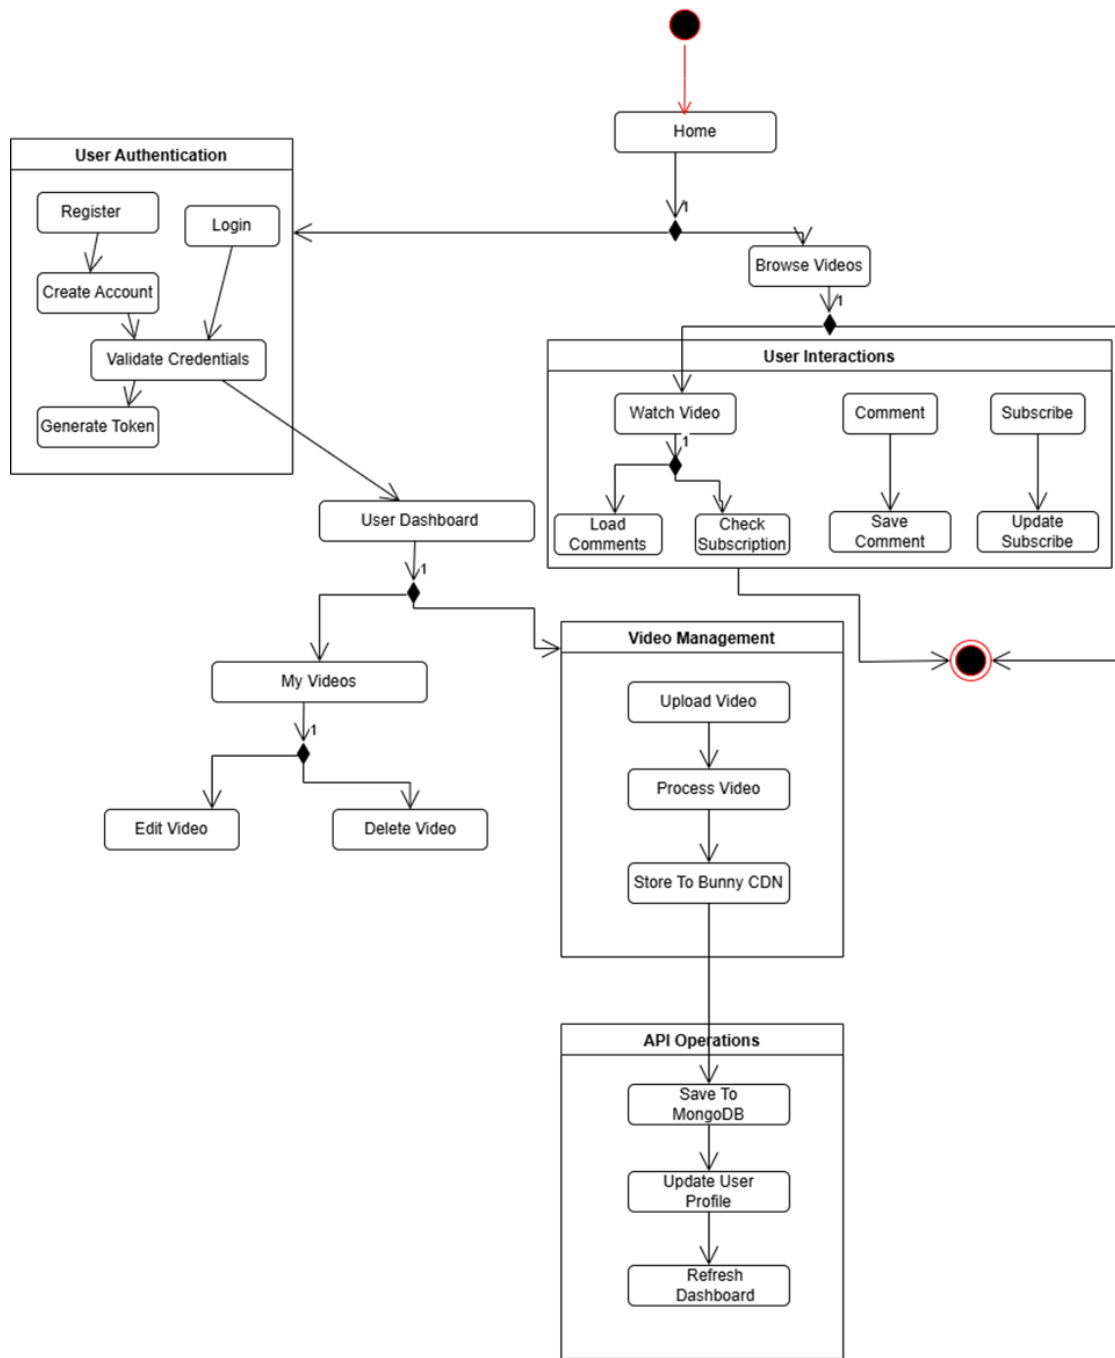 Home
User Authentication
Register
Login
1
Browse Videos
Create Account
1
Validate Credentials
User Interactions
Generate Token
Watch Video
Comment
Subscribe
1
User Dashboard
Load
Comments
Check
Subscription
Save
Comment
Update
Subscribe
1
Video Management
My Videos
Upload Video
1
Process Video
Edit Video
Delete Video
Store To Bunny CDN
API Operations
Save To
MongoDB
Update User
Profile
Refresh
Dashboard